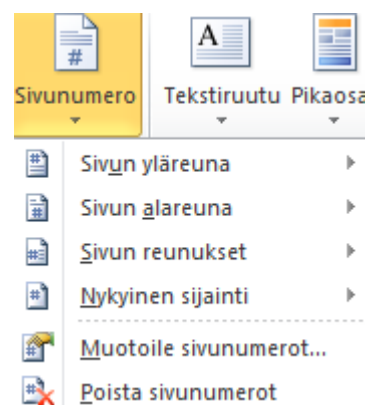 Sivunumero Tekstiruutu Pikaosa
Sivun yläreuna
Sivun alareuna
Sivun reunukset
Nykyinen sijainti
Muotoile sivunumerot...
Poista sivunumerot